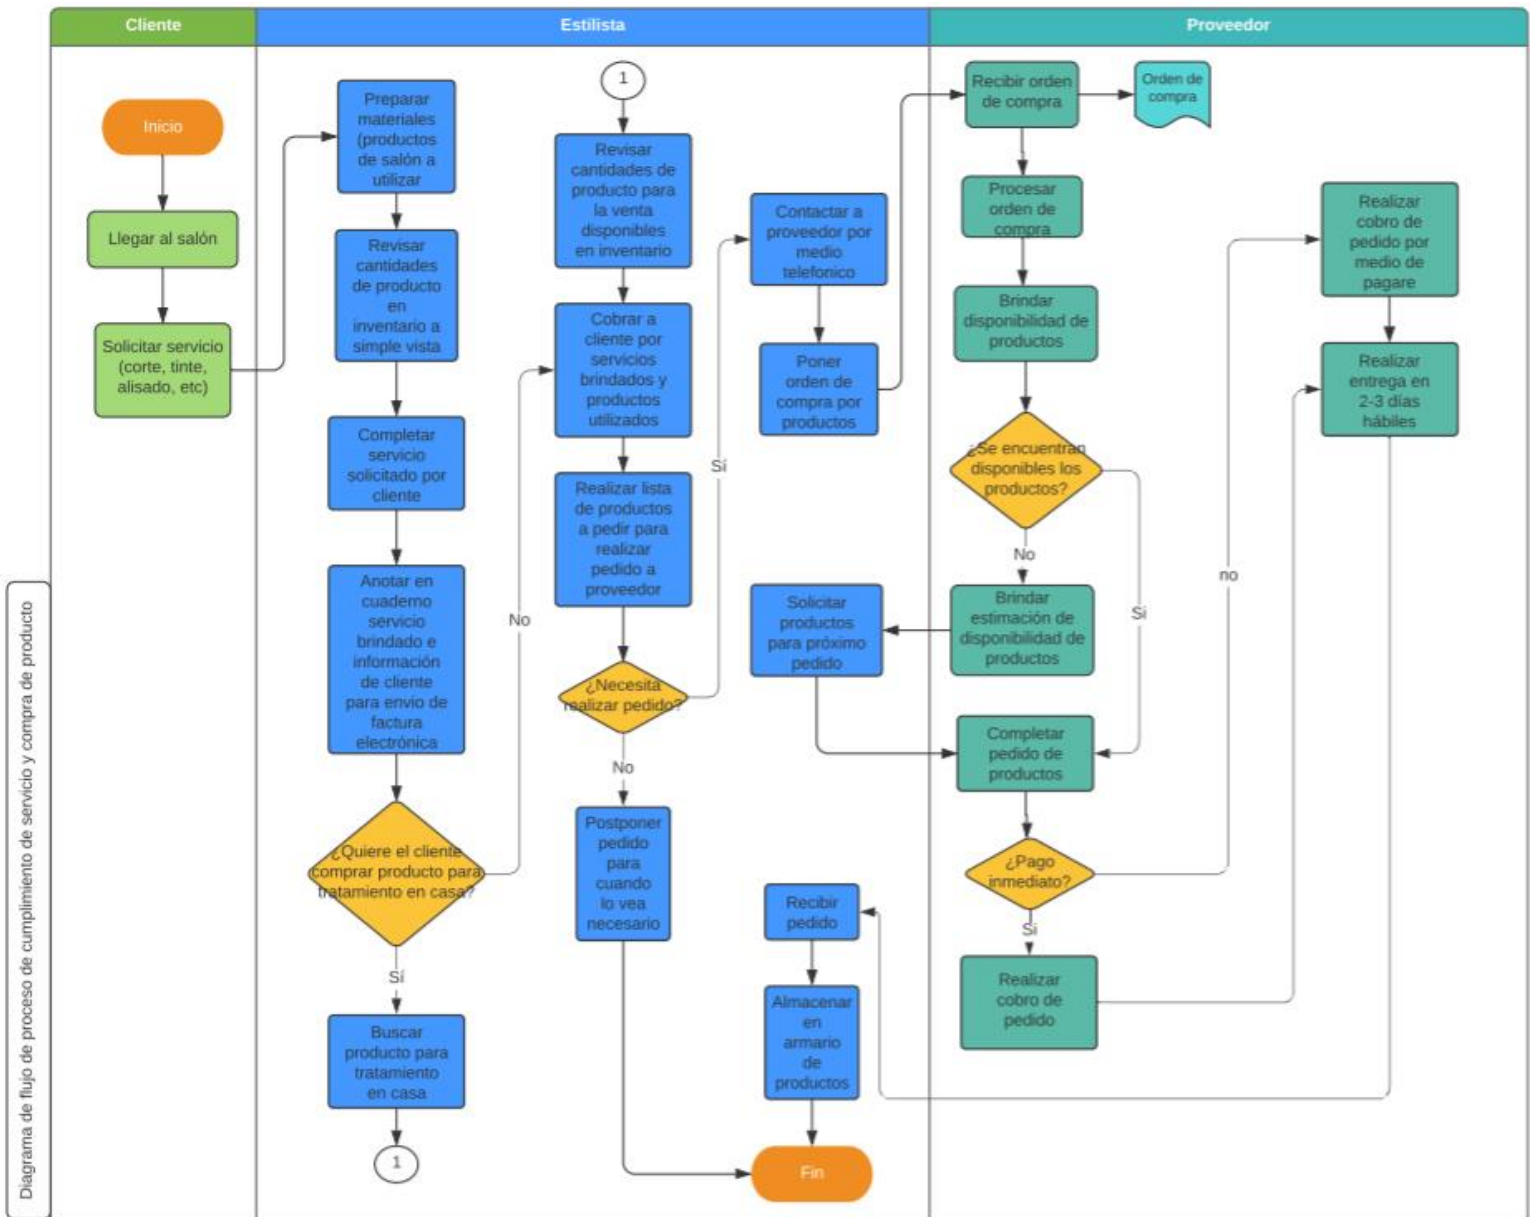 Cliente
Estilista
Proveedor
Diagrama de flujo de proceso de cumplimiento de servicio y compra de producto
Inicio
Llegar al salón
Solicitar servicio
(corte, tinte,
alisado, etc)
Preparar
materiales
(productos
de salón a
utilizar
Revisar
cantidades
de producto
en
inventario a
simple vista
Completar
servicio
solicitado por
cliente
Anotar en
cuaderno
servicio
brindado e
información
de cliente
para envio de
factura
electrónica
¿Quiere el cliente
comprar producto para
tratamiento en casa?
No
Sí
Buscar
producto para
tratamiento
en casa
1
1
Revisar
cantidades de
producto para
la venta
disponibles
en inventario
Cobrar a
cliente por
servicios
brindados y
productos
utilizados
Realizar lista
de productos
a pedir para
realizar
pedido a
proveedor
¿Necesita
realizar pedido?
Sí
No
Postponer
pedido
para
cuando
lo vea
necesario
Contactar a
proveedor por
medio
telefonico
Poner
orden de
compra por
productos
Solicitar
productos
para próximo
pedido
Recibir
pedido
Almacenar
en
armario
de
productos
Fin
Recibir orden
de compra
Orden de
compra
Procesar
orden de
compra
Brindar
disponibilidad de
productos
¿Se encuentran
disponibles los
productos?
No
Si
Brindar
estimación de
disponibilidad de
productos
Completar
pedido de
productos
¿Pago
inmediato?
no
Si
Realizar
cobro de
pedido
Realizar
cobro de
pedido por
medio de
pagare
Realizar
entrega en
2-3 días
hábiles